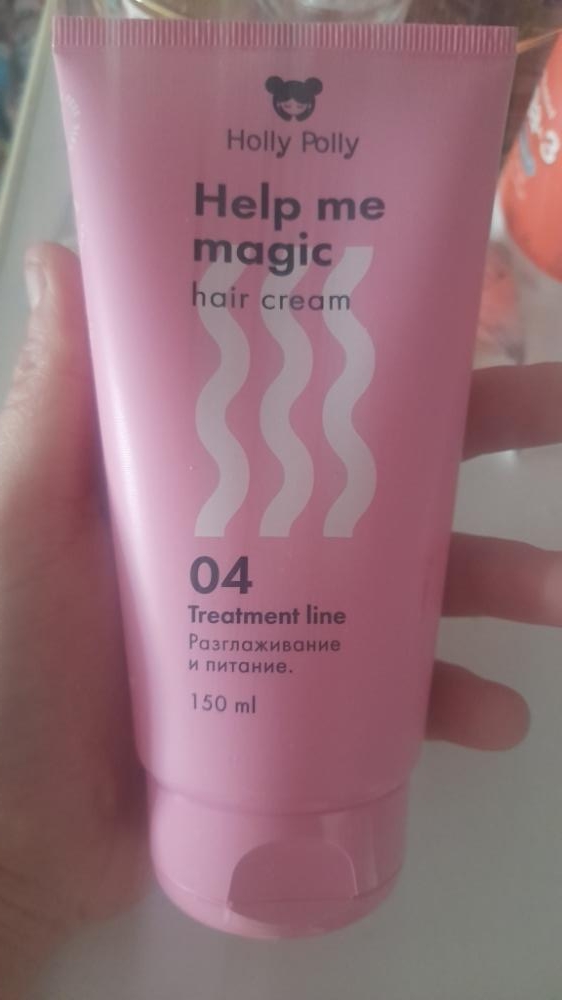 Holly Polly
Help me
magic
hair cream
04
Treatment line
Разглаживание
и питание.
150 ml